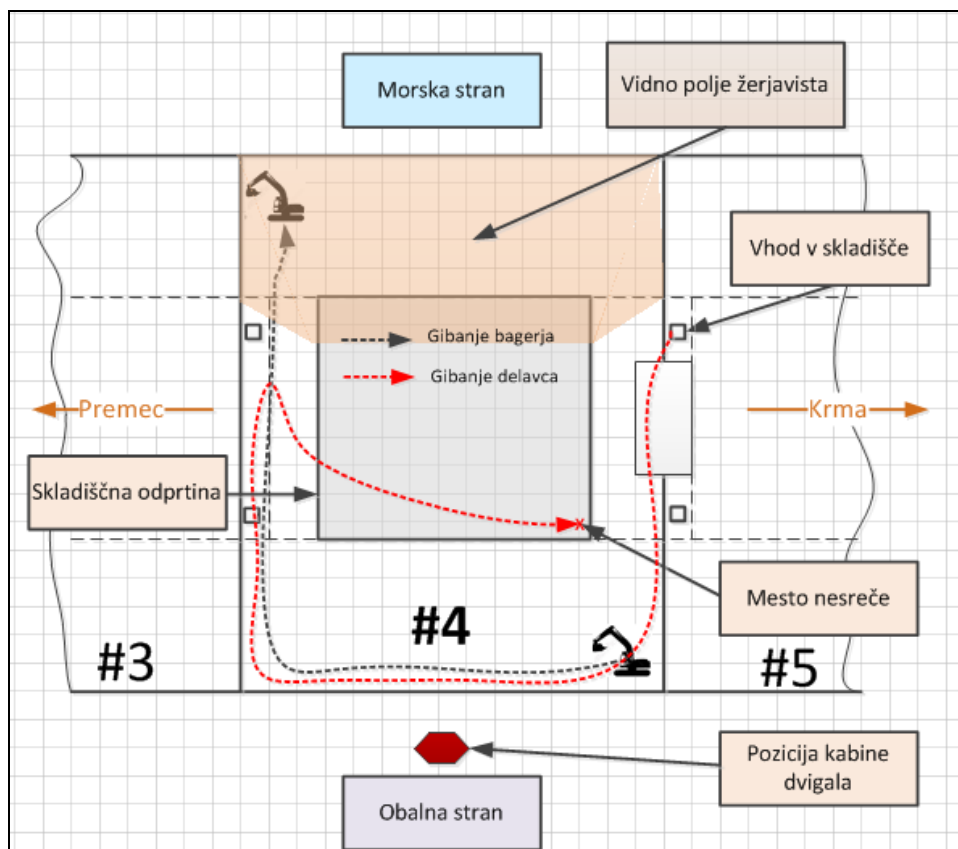 Morska stran
Vidno polje žerjavista
Vhod v skladišče
Gibanje bagerja
Gibanje delavca
Premec
Krma
Skladiščna odprtina
x
Mesto nesreče
#3
#4
#5
Pozicija kabine
dvigala
Obalna stran